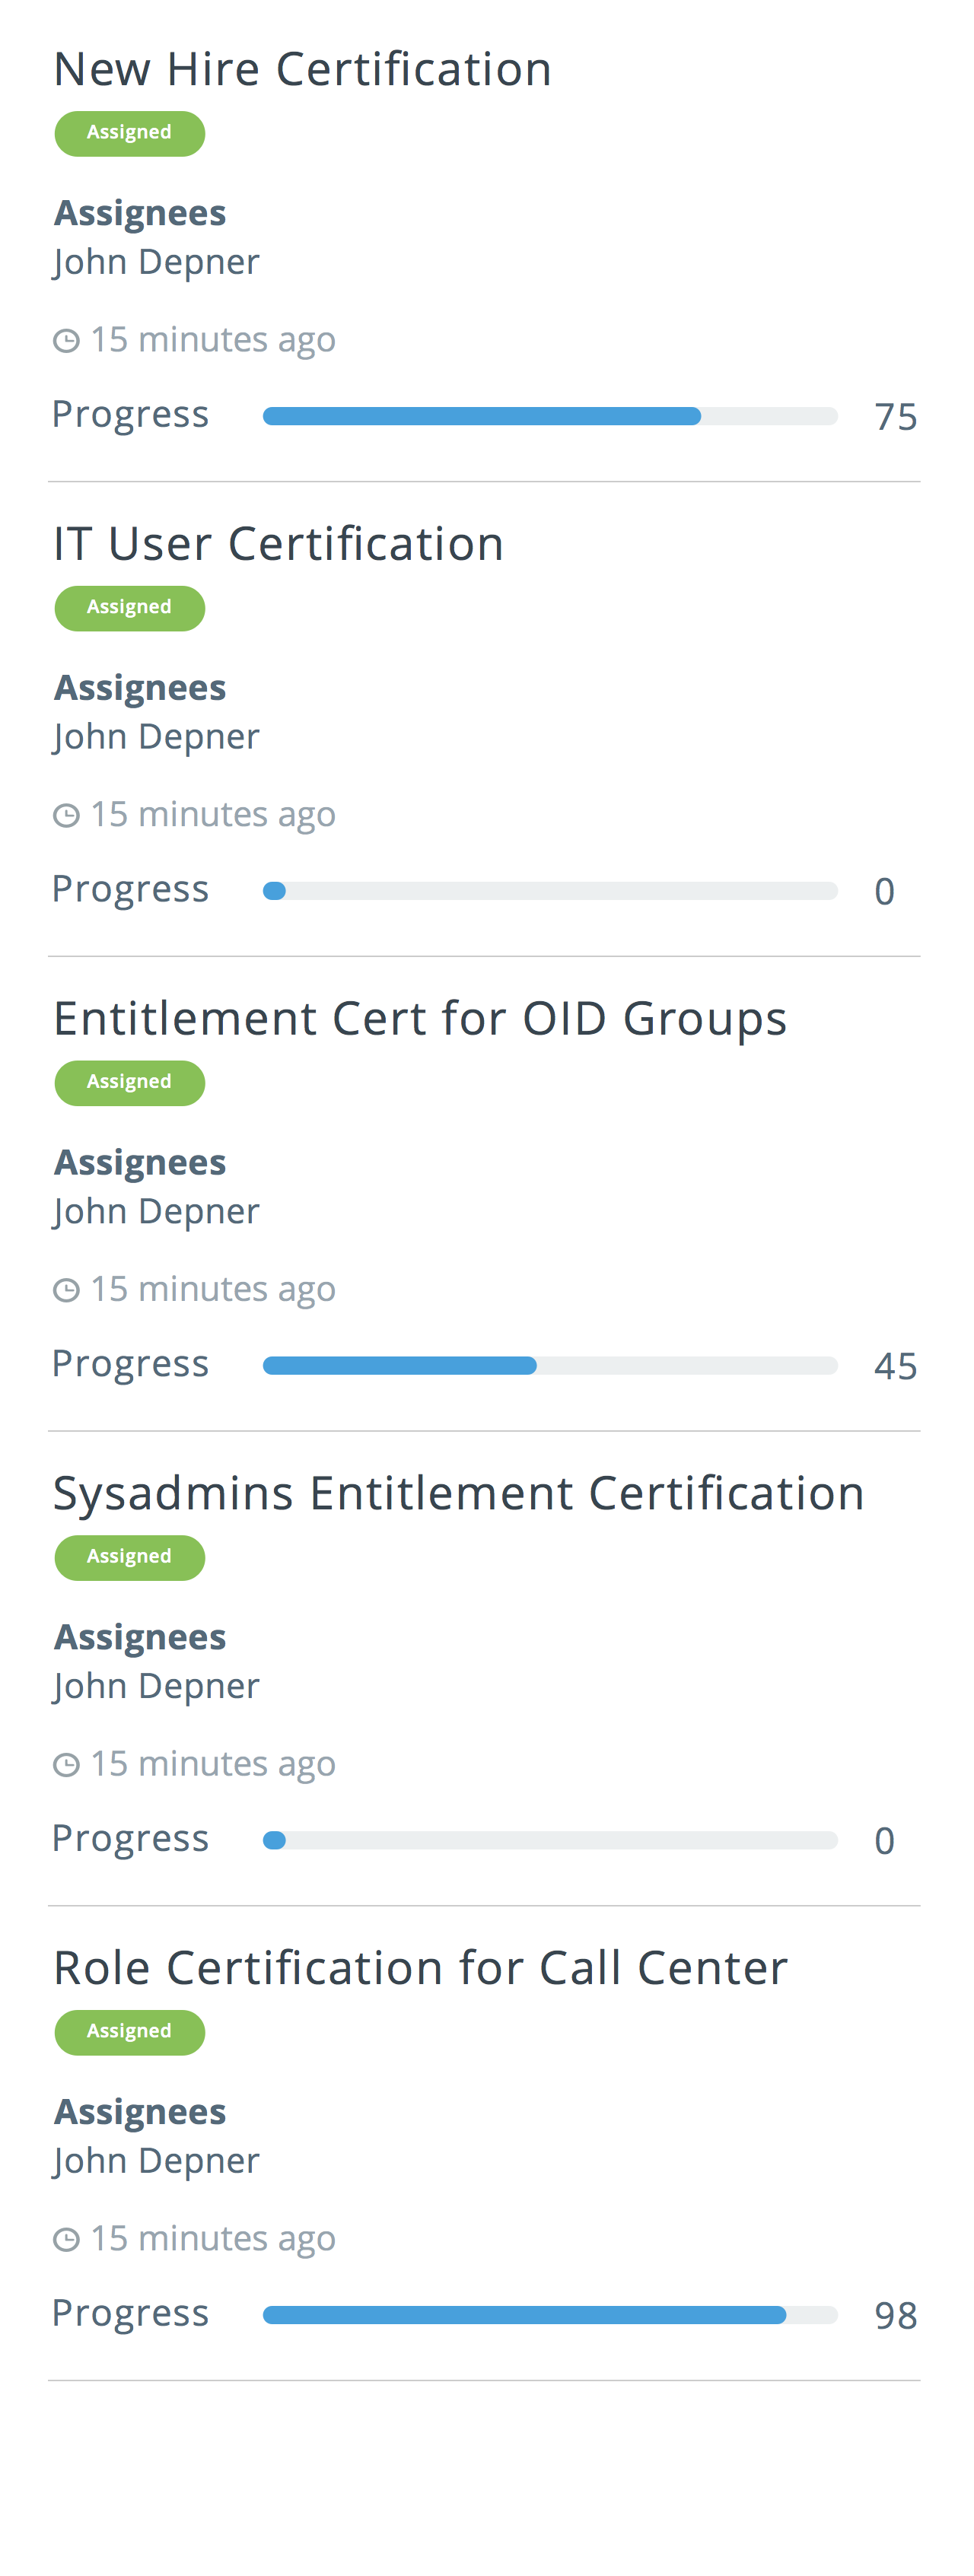 New Hire Certification
Assigned
Assignees
John Depner
15 minutes ago
Progress 75
IT User Certification
Assigned
Assignees
John Depner
15 minutes ago
Progress 0
Entitlement Cert for OID Groups
Assigned
Assignees
John Depner
15 minutes ago
Progress 45
Sysadmins Entitlement Certification
Assigned
Assignees
John Depner
15 minutes ago
Progress 0
Role Certification for Call Center
Assigned
Assignees
John Depner
15 minutes ago
Progress 98